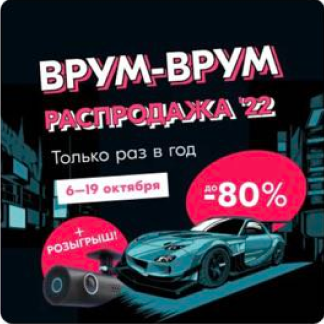 ВРУМ-ВРУМ
РАСПРОДАЖА '22
Только раз в год
6–19 октября
до -80%
+
РОЗЫГРЫШ!